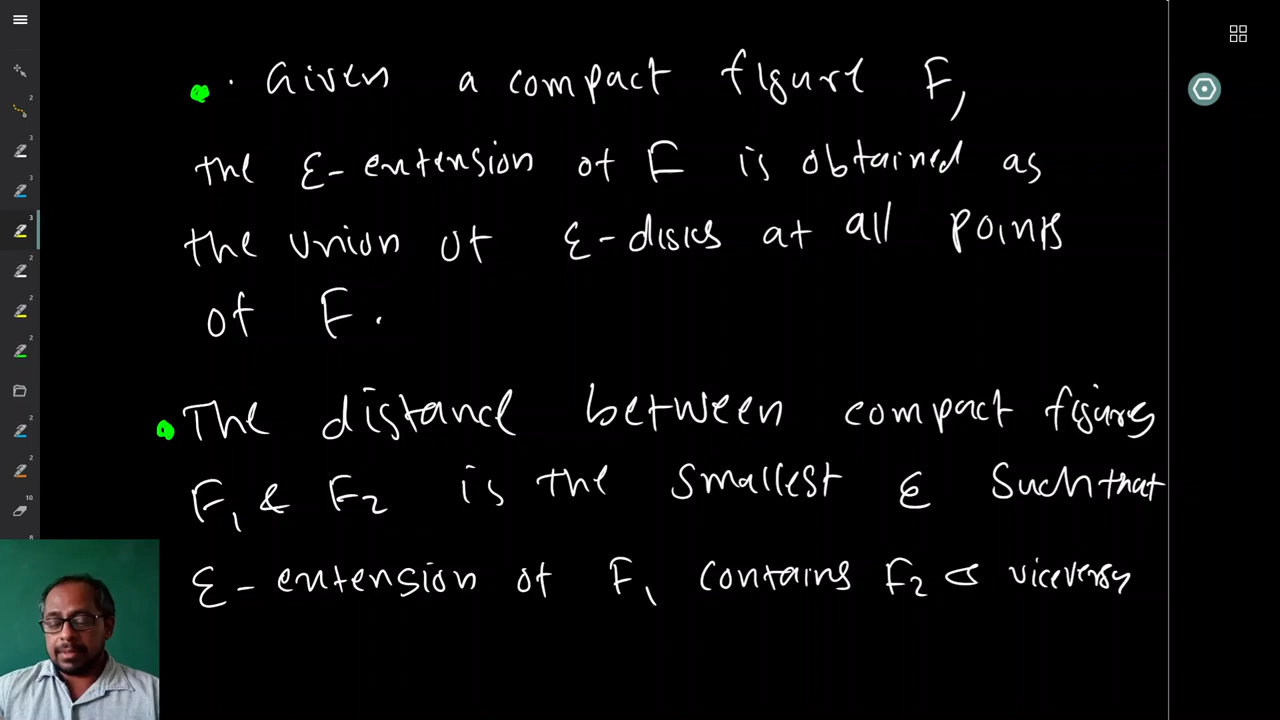 · Given a compact figure F,
the ε-extension of F is obtained as
the union of ε-disks at all points
of F.
The distance between compact figures
F₁ & F₂ is the smallest ε such that
ε-extension of F₁ contains F₂ & viceversa